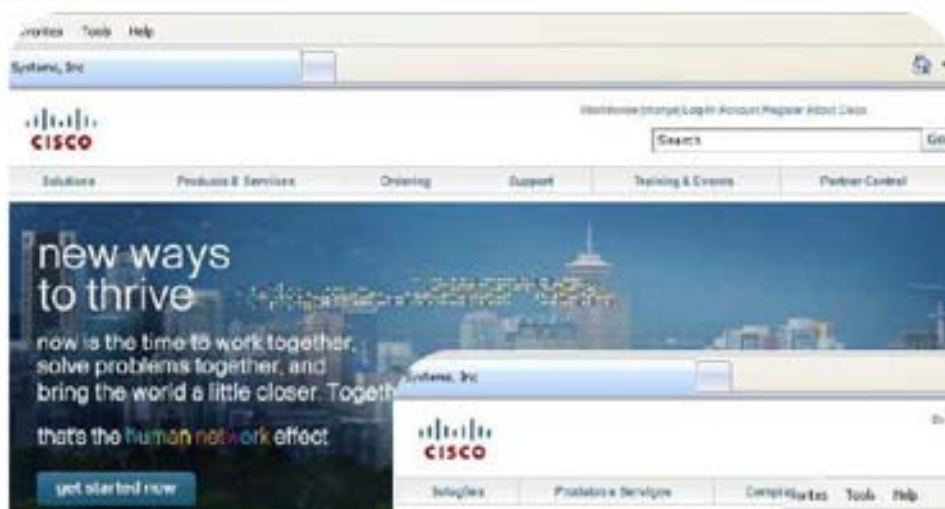 Tools Help
Systems, Inc
CISCO
Search
Go
Solutions Products & Services Ordering Support Training & Events Partner Central
new ways
to thrive
now is the time to work together,
solve problems together, and
bring the world a little closer. Togeth
that's the human network effect
get started now
Systems, Inc
CISCO
Soluções Produtos e Serviços
Tools Help